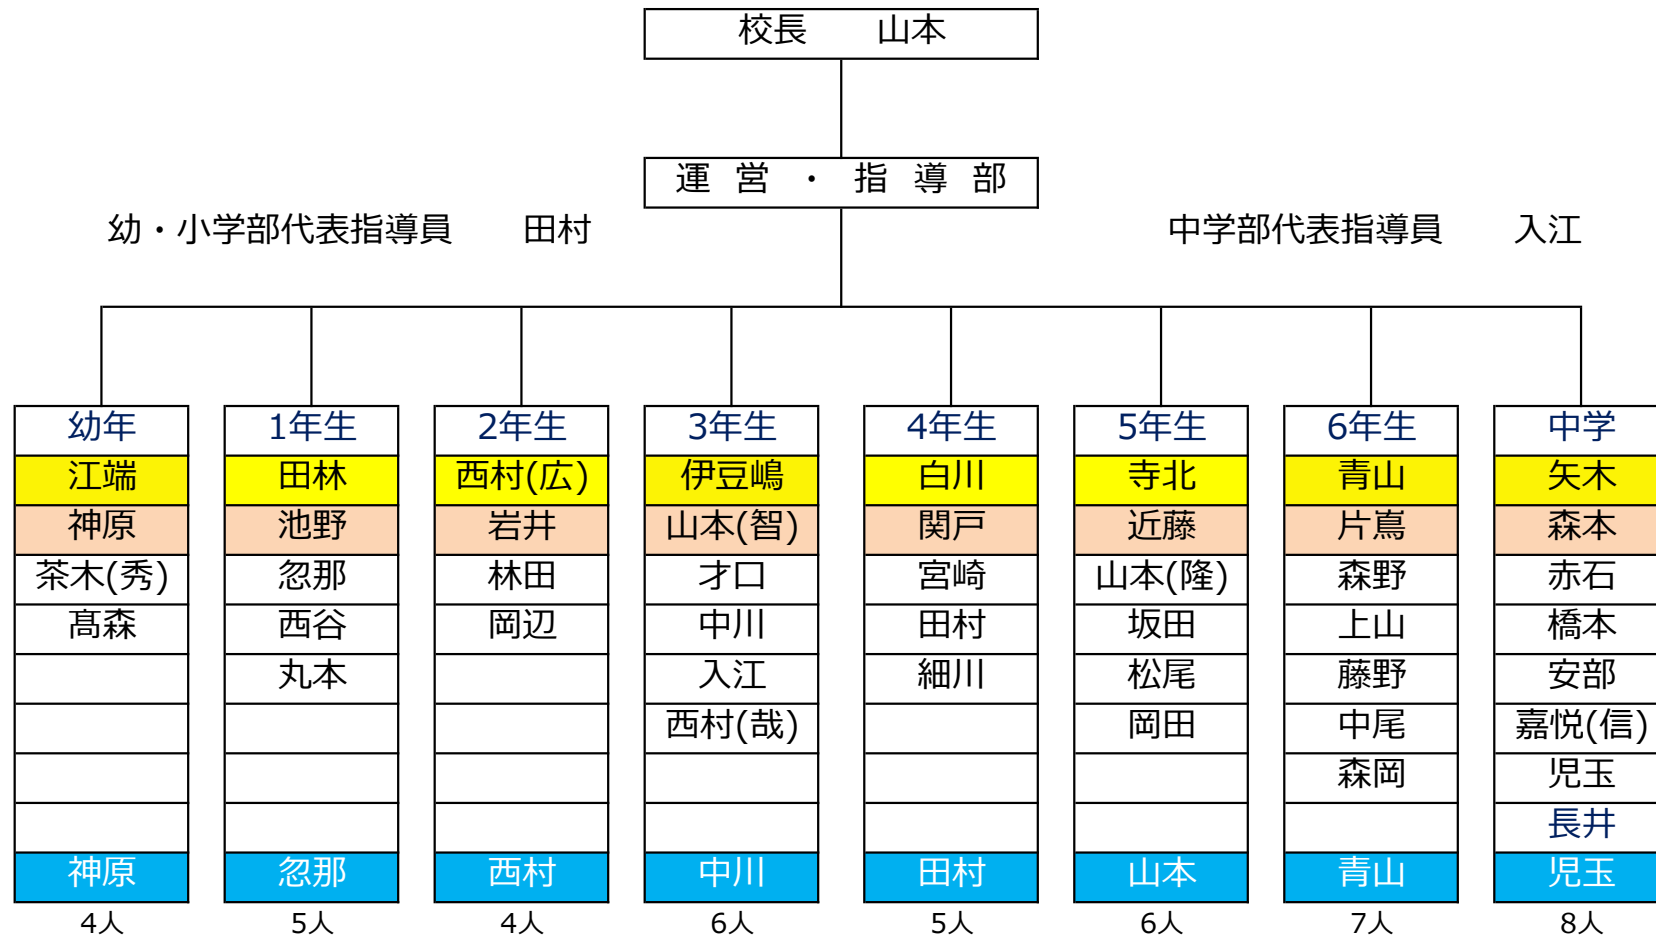 校長　　山本
運 営 ・ 指 導 部
幼・小学部代表指導員　　田村　　中学部代表指導員　　入江
幼年 1年生 2年生 3年生 4年生 5年生 6年生 中学
江端 田林 西村(広) 伊豆嶋 白川 寺北 青山 矢木
神原 池野 岩井 山本(智) 関戸 近藤 片嶌 森本
茶木(秀) 忽那 林田 才口 宮崎 山本(隆) 森野 赤石
髙森 西谷 岡辺 中川 田村 坂田 上山 橋本
丸本 入江 細川 松尾 藤野 安部
西村(哉) 岡田 中尾 嘉悦(信)
森岡 児玉
長井
神原 忽那 西村 中川 田村 山本 青山 児玉
4人 5人 4人 6人 5人 6人 7人 8人